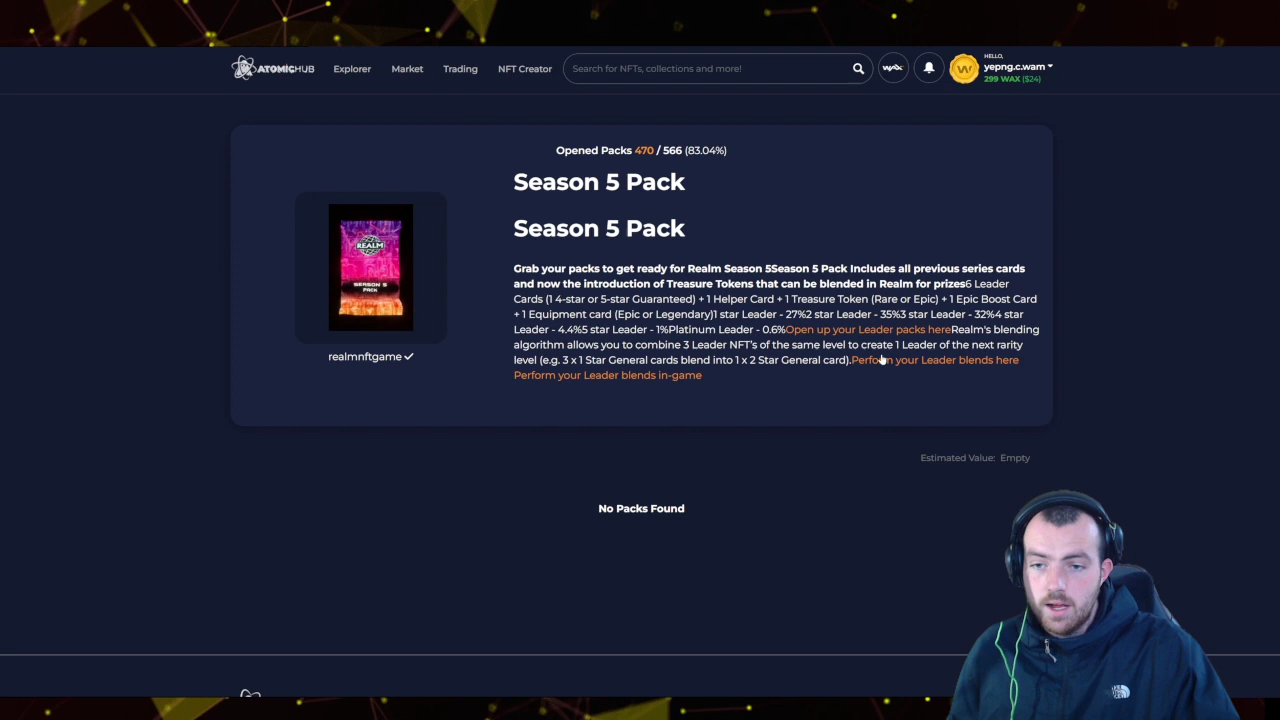 ATOMICHUB Explorer Market Trading NFT Creator Search for NFTs, collections and more! WAX HELLO,
yepng.c.wam
299 WAX ($24)
Opened Packs 470 / 566 (83.04%)
Season 5 Pack
Season 5 Pack
REALM
SEASON 5
PACK
realmnftgame
Grab your packs to get ready for Realm Season 5Season 5 Pack Includes all previous series cards
and now the introduction of Treasure Tokens that can be blended in Realm for prizes6 Leader
Cards (1 4-star or 5-star Guaranteed) + 1 Helper Card + 1 Treasure Token (Rare or Epic) + 1 Epic Boost Card
+ 1 Equipment card (Epic or Legendary)1 star Leader - 27%2 star Leader - 35%3 star Leader - 32%4 star
Leader - 4.4%5 star Leader - 1%Platinum Leader - 0.6%Open up your Leader packs hereRealm's blending
algorithm allows you to combine 3 Leader NFT's of the same level to create 1 Leader of the next rarity
level (e.g. 3 x 1 Star General cards blend into 1 x 2 Star General card).Perform your Leader blends here
Perform your Leader blends in-game
Estimated Value: Empty
No Packs Found